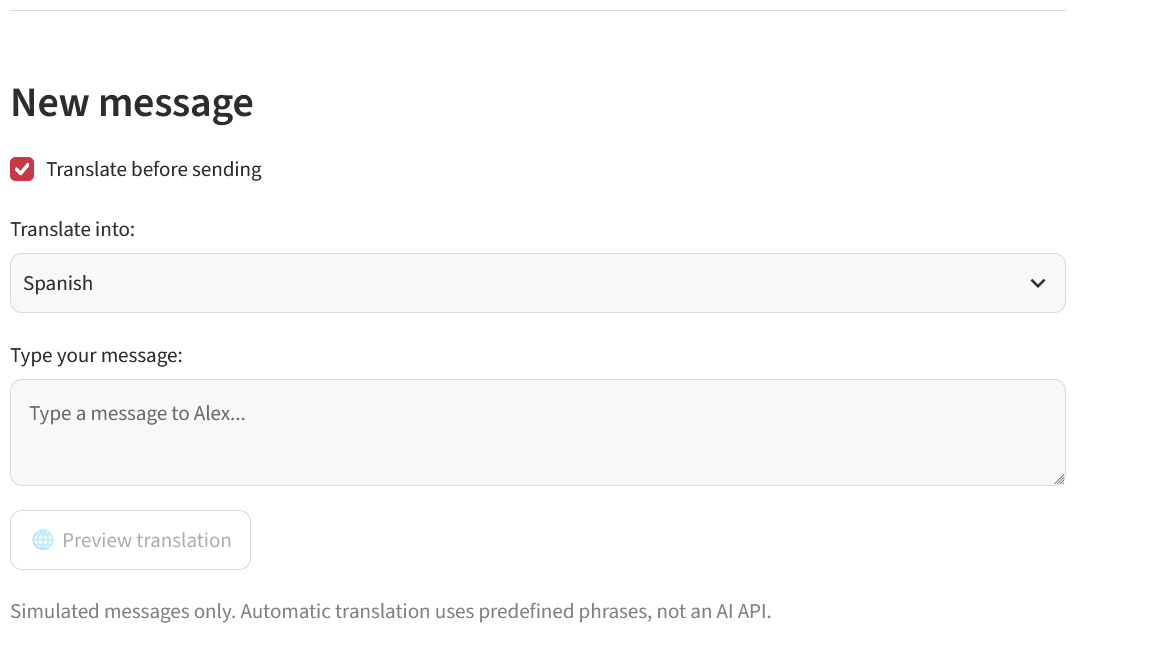 New message
Translate before sending
Translate into:
Spanish
Type your message:
Type a message to Alex...
🌐 Preview translation
Simulated messages only. Automatic translation uses predefined phrases, not an AI API.